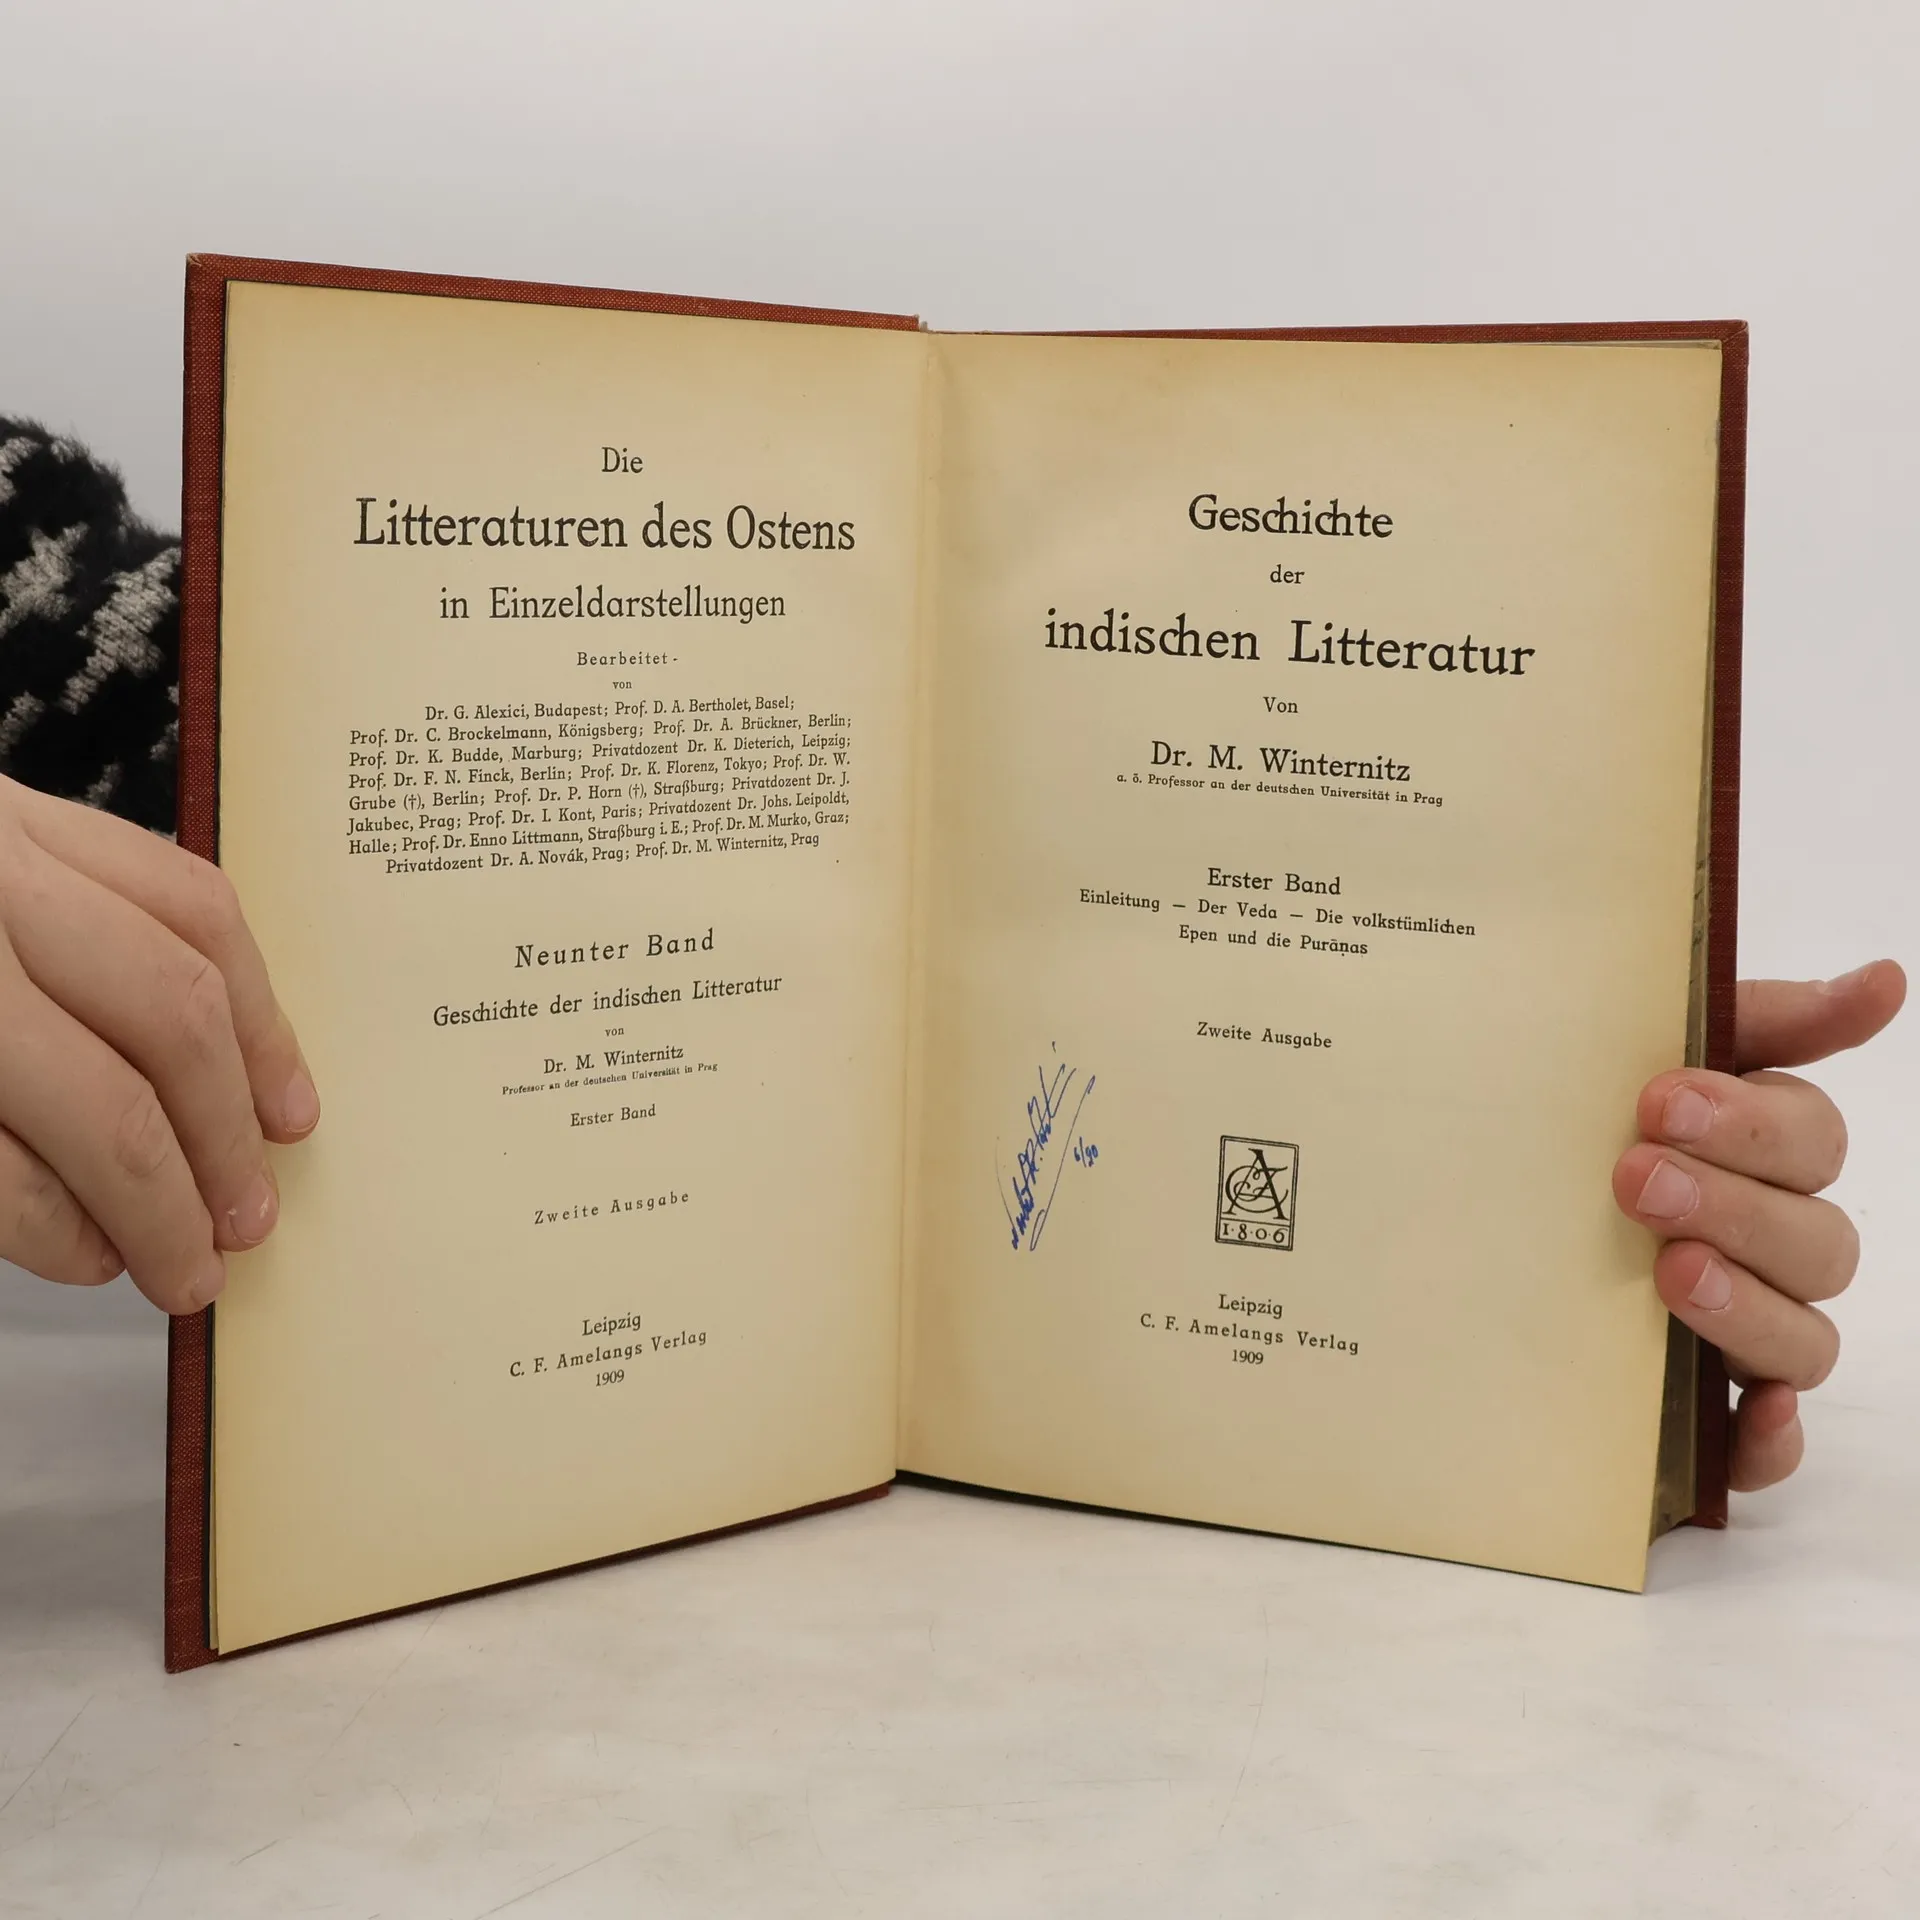 Die
Litteraturen des Ostens
in Einzeldarstellungen
Bearbeitet
von
Dr. G. Alexici, Budapest; Prof. D. A. Bertholet, Basel;
Prof. Dr. C. Brockelmann, Königsberg; Prof. Dr. A. Brückner, Berlin;
Prof. Dr. K. Budde, Marburg; Privatdozent Dr. K. Dieterich, Leipzig;
Prof. Dr. F. N. Finck, Berlin; Prof. Dr. K. Florenz, Tokyo; Prof. Dr. W.
Grube (†), Berlin; Prof. Dr. P. Horn (†), Straßburg; Privatdozent Dr. J.
Jakubec, Prag; Prof. Dr. I. Kont, Paris; Privatdozent Dr. Johs. Leipoldt,
Halle; Prof. Dr. Enno Littmann, Straßburg i. E.; Prof. Dr. M. Murko, Graz;
Privatdozent Dr. A. Novák, Prag; Prof. Dr. M. Winternitz, Prag
Neunter Band
Geschichte der indischen Litteratur
von
Dr. M. Winternitz
Professor an der deutschen Universität in Prag
Erster Band
Zweite Ausgabe
Leipzig
C. F. Amelangs Verlag
1909
Geschichte
der
indischen Litteratur
Von
Dr. M. Winternitz
a. ö. Professor an der deutschen Universität in Prag
Erster Band
Einleitung — Der Veda — Die volkstümlichen
Epen und die Purāṇas
Zweite Ausgabe
6/90
1·8·0·6
Leipzig
C. F. Amelangs Verlag
1909